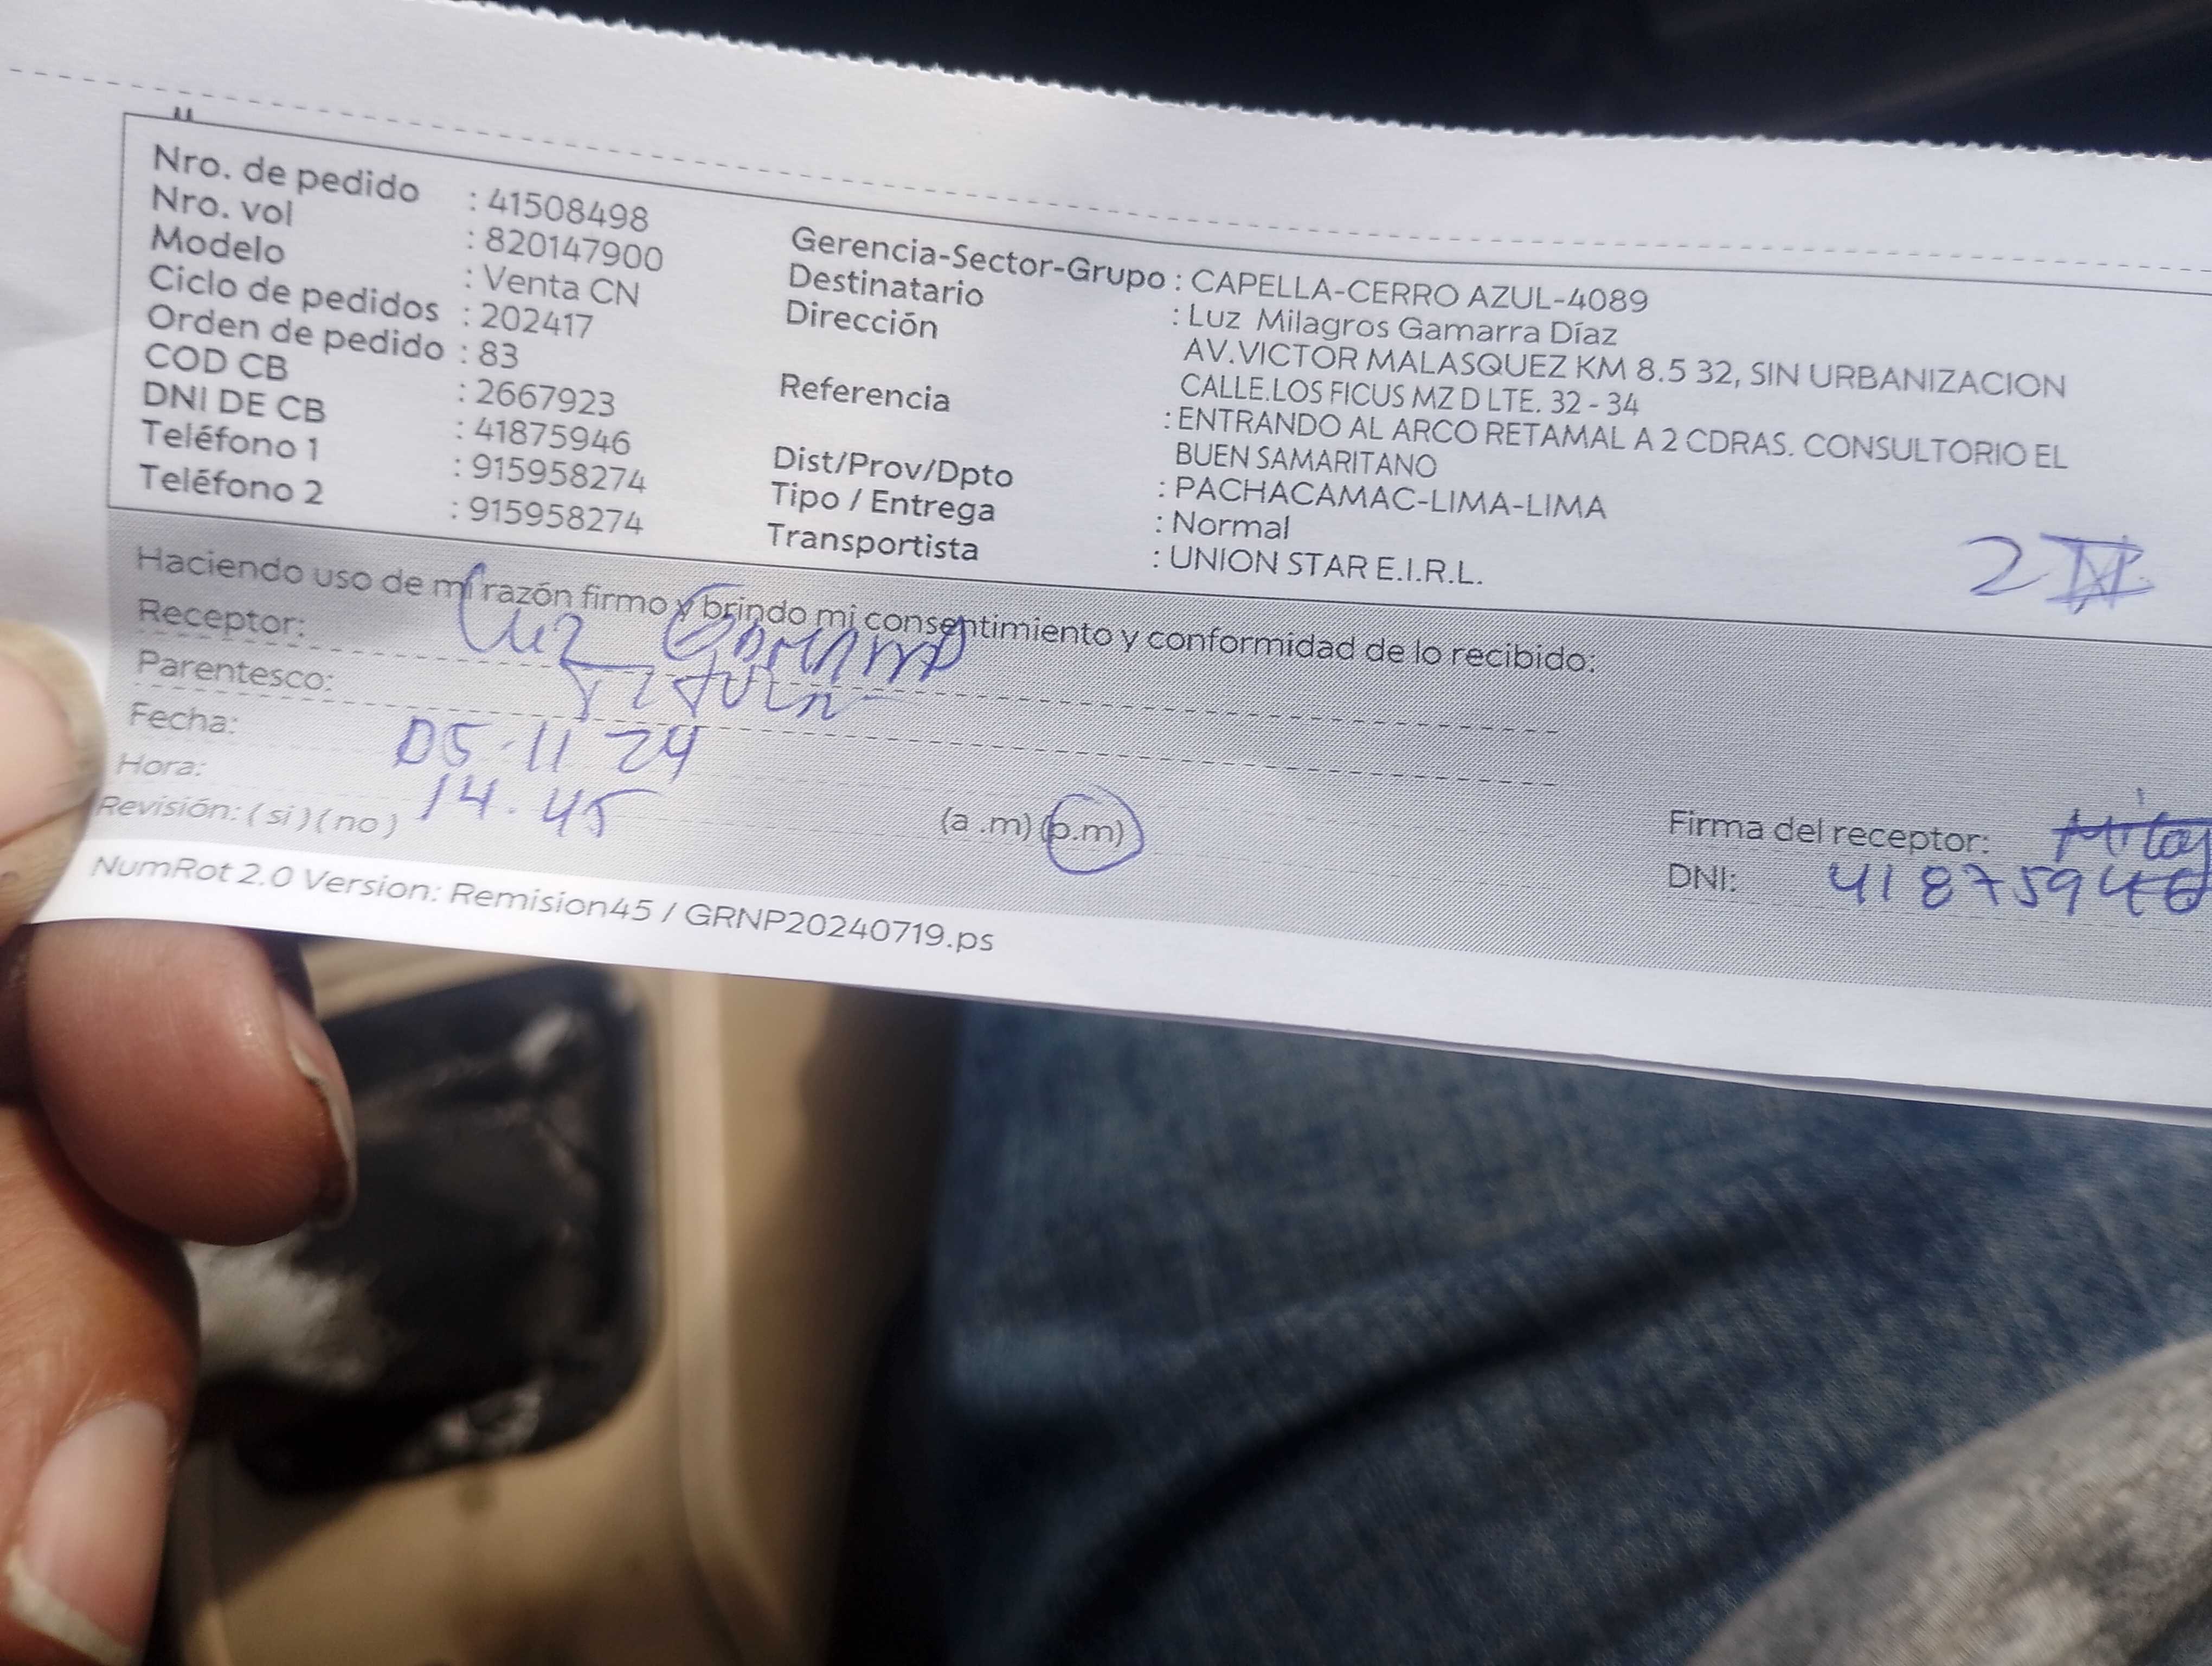 Nro. de pedido : 41508498
Nro. vol : 820147900
Modelo : Venta CN
Ciclo de pedidos : 202417
Orden de pedido : 83
COD CB : 2667923
DNI DE CB : 41875946
Teléfono 1 : 915958274
Teléfono 2 : 915958274
Gerencia-Sector-Grupo : CAPELLA-CERRO AZUL-4089
Destinatario : Luz Milagros Gamarra Díaz
Dirección AV.VICTOR MALASQUEZ KM 8.5 32, SIN URBANIZACION
CALLE.LOS FICUS MZ D LTE. 32 - 34
Referencia : ENTRANDO AL ARCO RETAMAL A 2 CDRAS. CONSULTORIO EL
BUEN SAMARITANO
Dist/Prov/Dpto : PACHACAMAC-LIMA-LIMA
Tipo / Entrega : Normal
Transportista : UNION STAR E.I.R.L.
2
Haciendo uso de mi razón firmo y brindo mi consentimiento y conformidad de lo recibido:
Receptor: Luz Gamarra
Parentesco: Titular
Fecha: 05-11 24
Hora: 14.45 (a .m) (p.m)
Revisión: ( si ) ( no )
Firma del receptor:
DNI: 41875946
NumRot 2.0 Version: Remision45 / GRNP20240719.ps